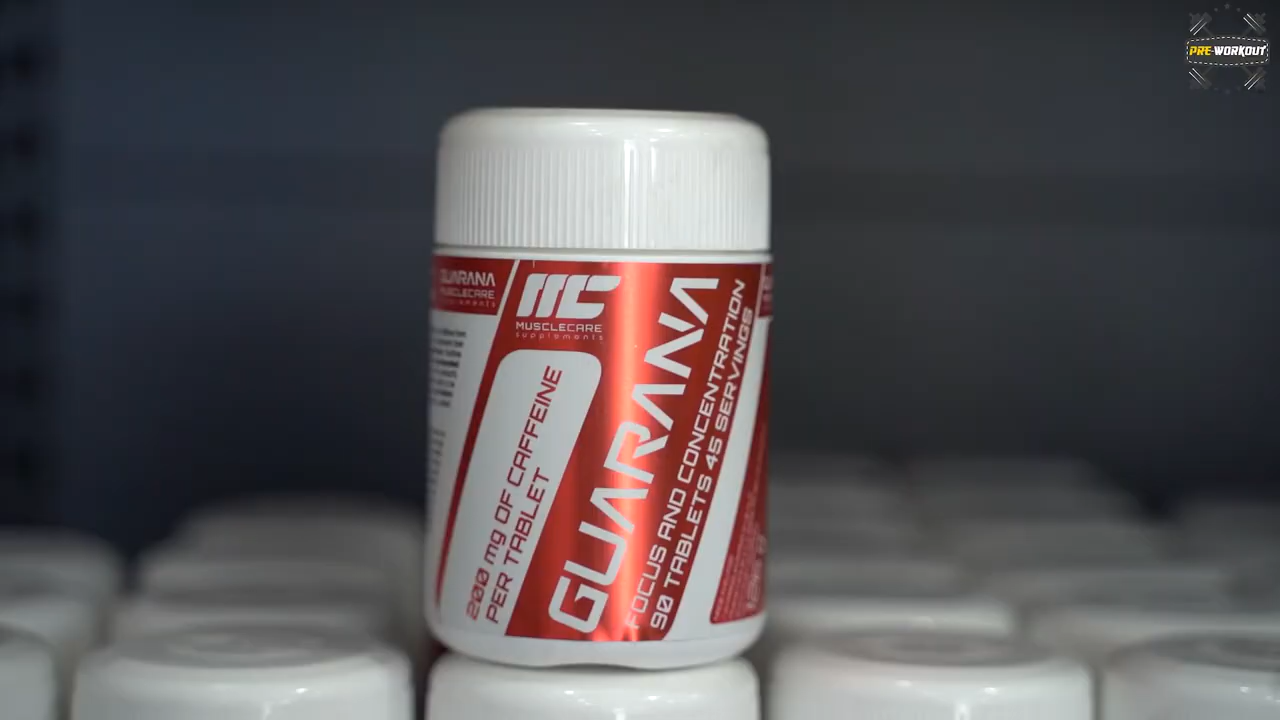 PRE-WORKOUT
GUARANA
MUSCLECARE
supplements
MC
MUSCLECARE
supplements
200 mg OF CAFFEINE
PER TABLET
GUARANA
FOCUS AND CONCENTRATION
90 TABLETS 45 SERVINGS